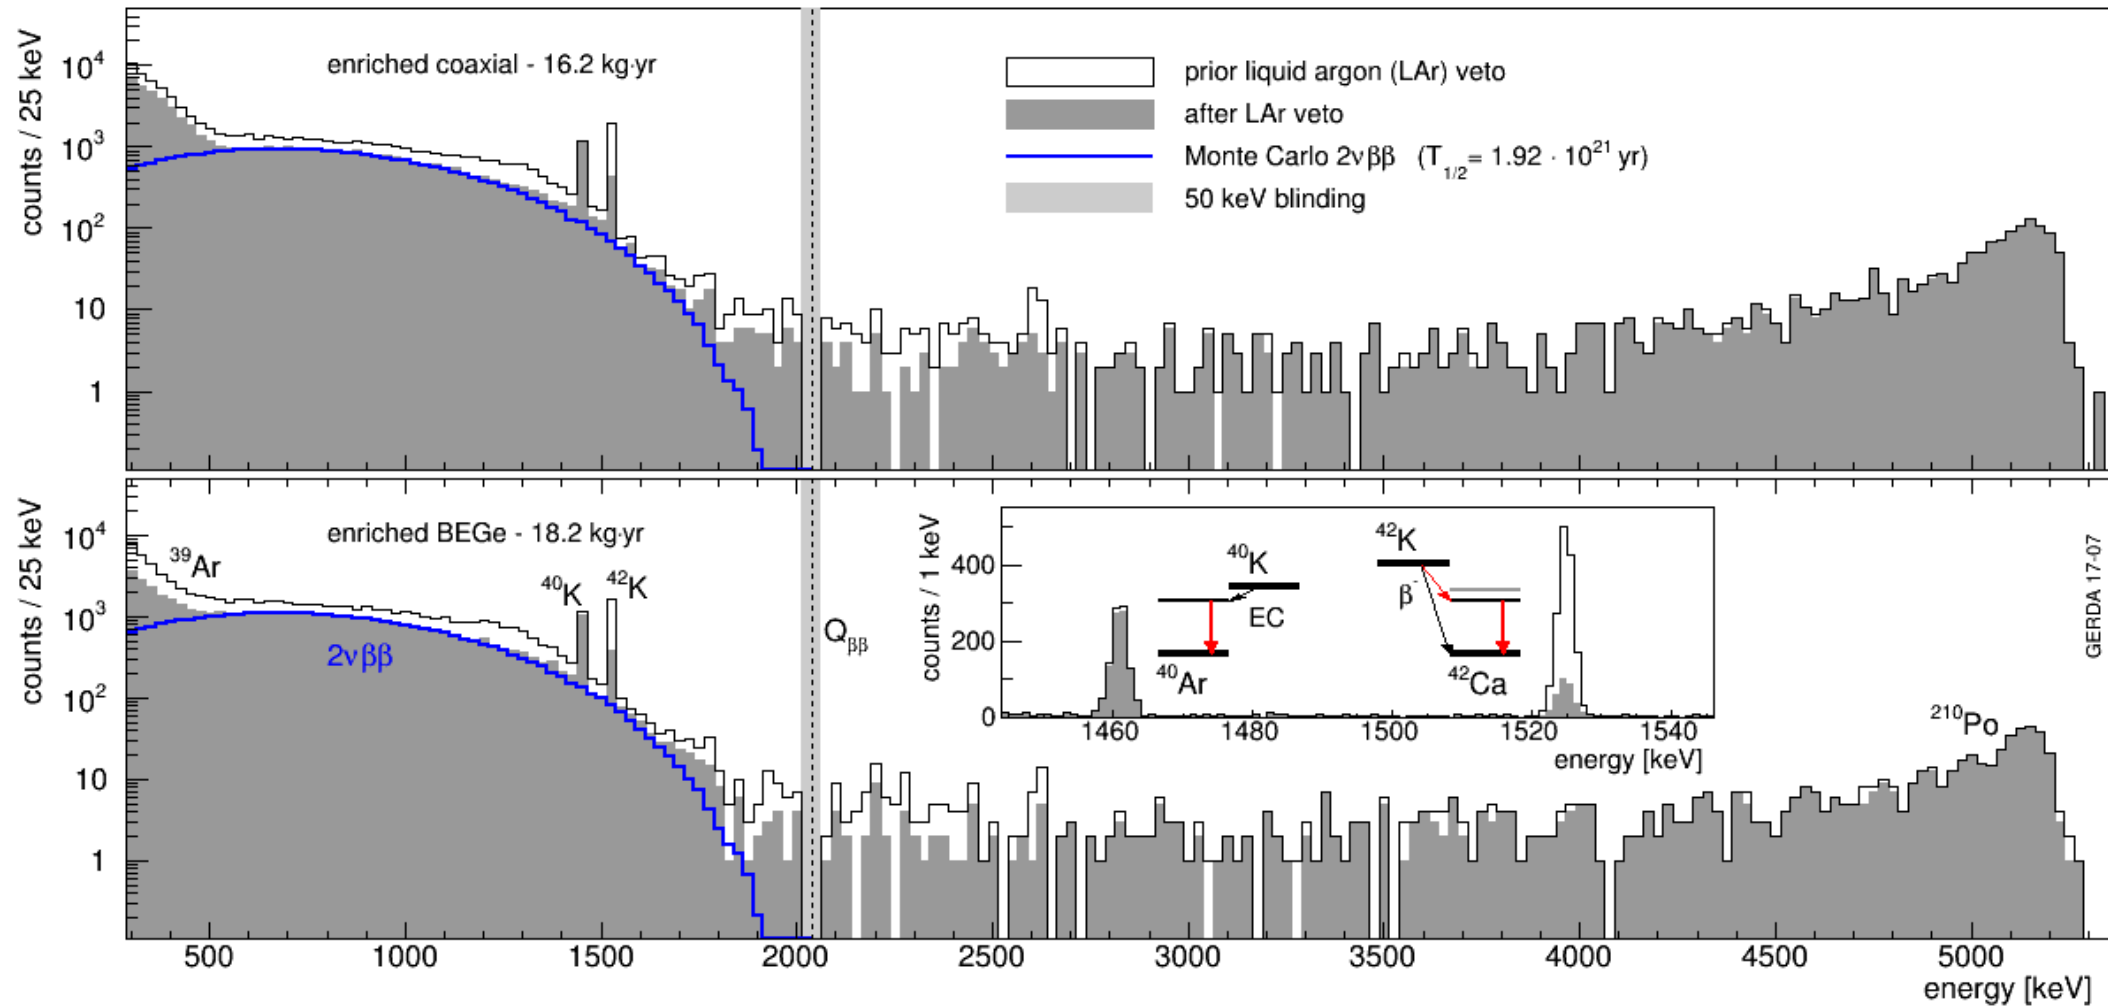 counts / 25 keV
10⁴
10³
10²
10
1
enriched coaxial - 16.2 kg·yr
prior liquid argon (LAr) veto
after LAr veto
Monte Carlo 2νββ (T₁/₂= 1.92 · 10²¹ yr)
50 keV blinding
counts / 25 keV
10⁴
10³
10²
10
1
enriched BEGe - 18.2 kg·yr
³⁹Ar
⁴⁰K
⁴²K
2νββ
Qββ
counts / 1 keV
400
200
0
⁴⁰K
EC
⁴⁰Ar
⁴²K
β⁻
⁴²Ca
1460 1480 1500 1520 1540
energy [keV]
²¹⁰Po
GERDA 17-07
500 1000 1500 2000 2500 3000 3500 4000 4500 5000
energy [keV]